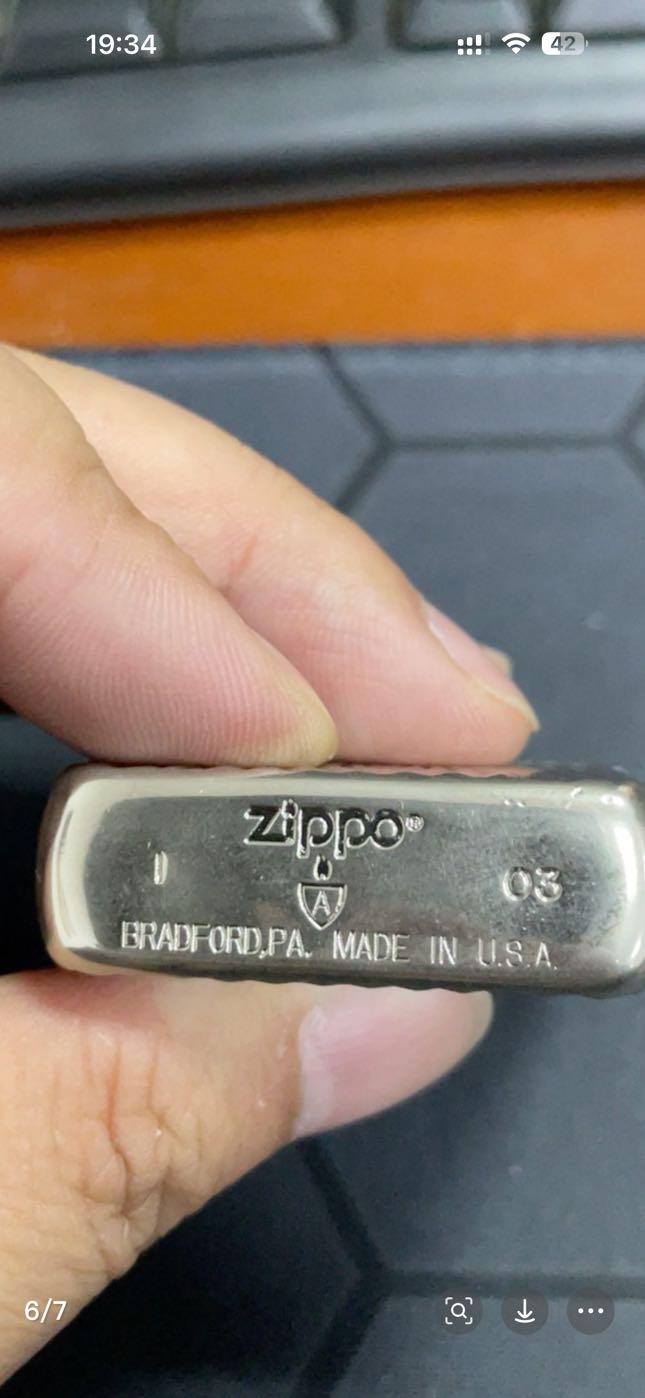 19:34
42
zippo®
I
03
A
BRADFORD,PA. MADE IN U.S.A.
6/7